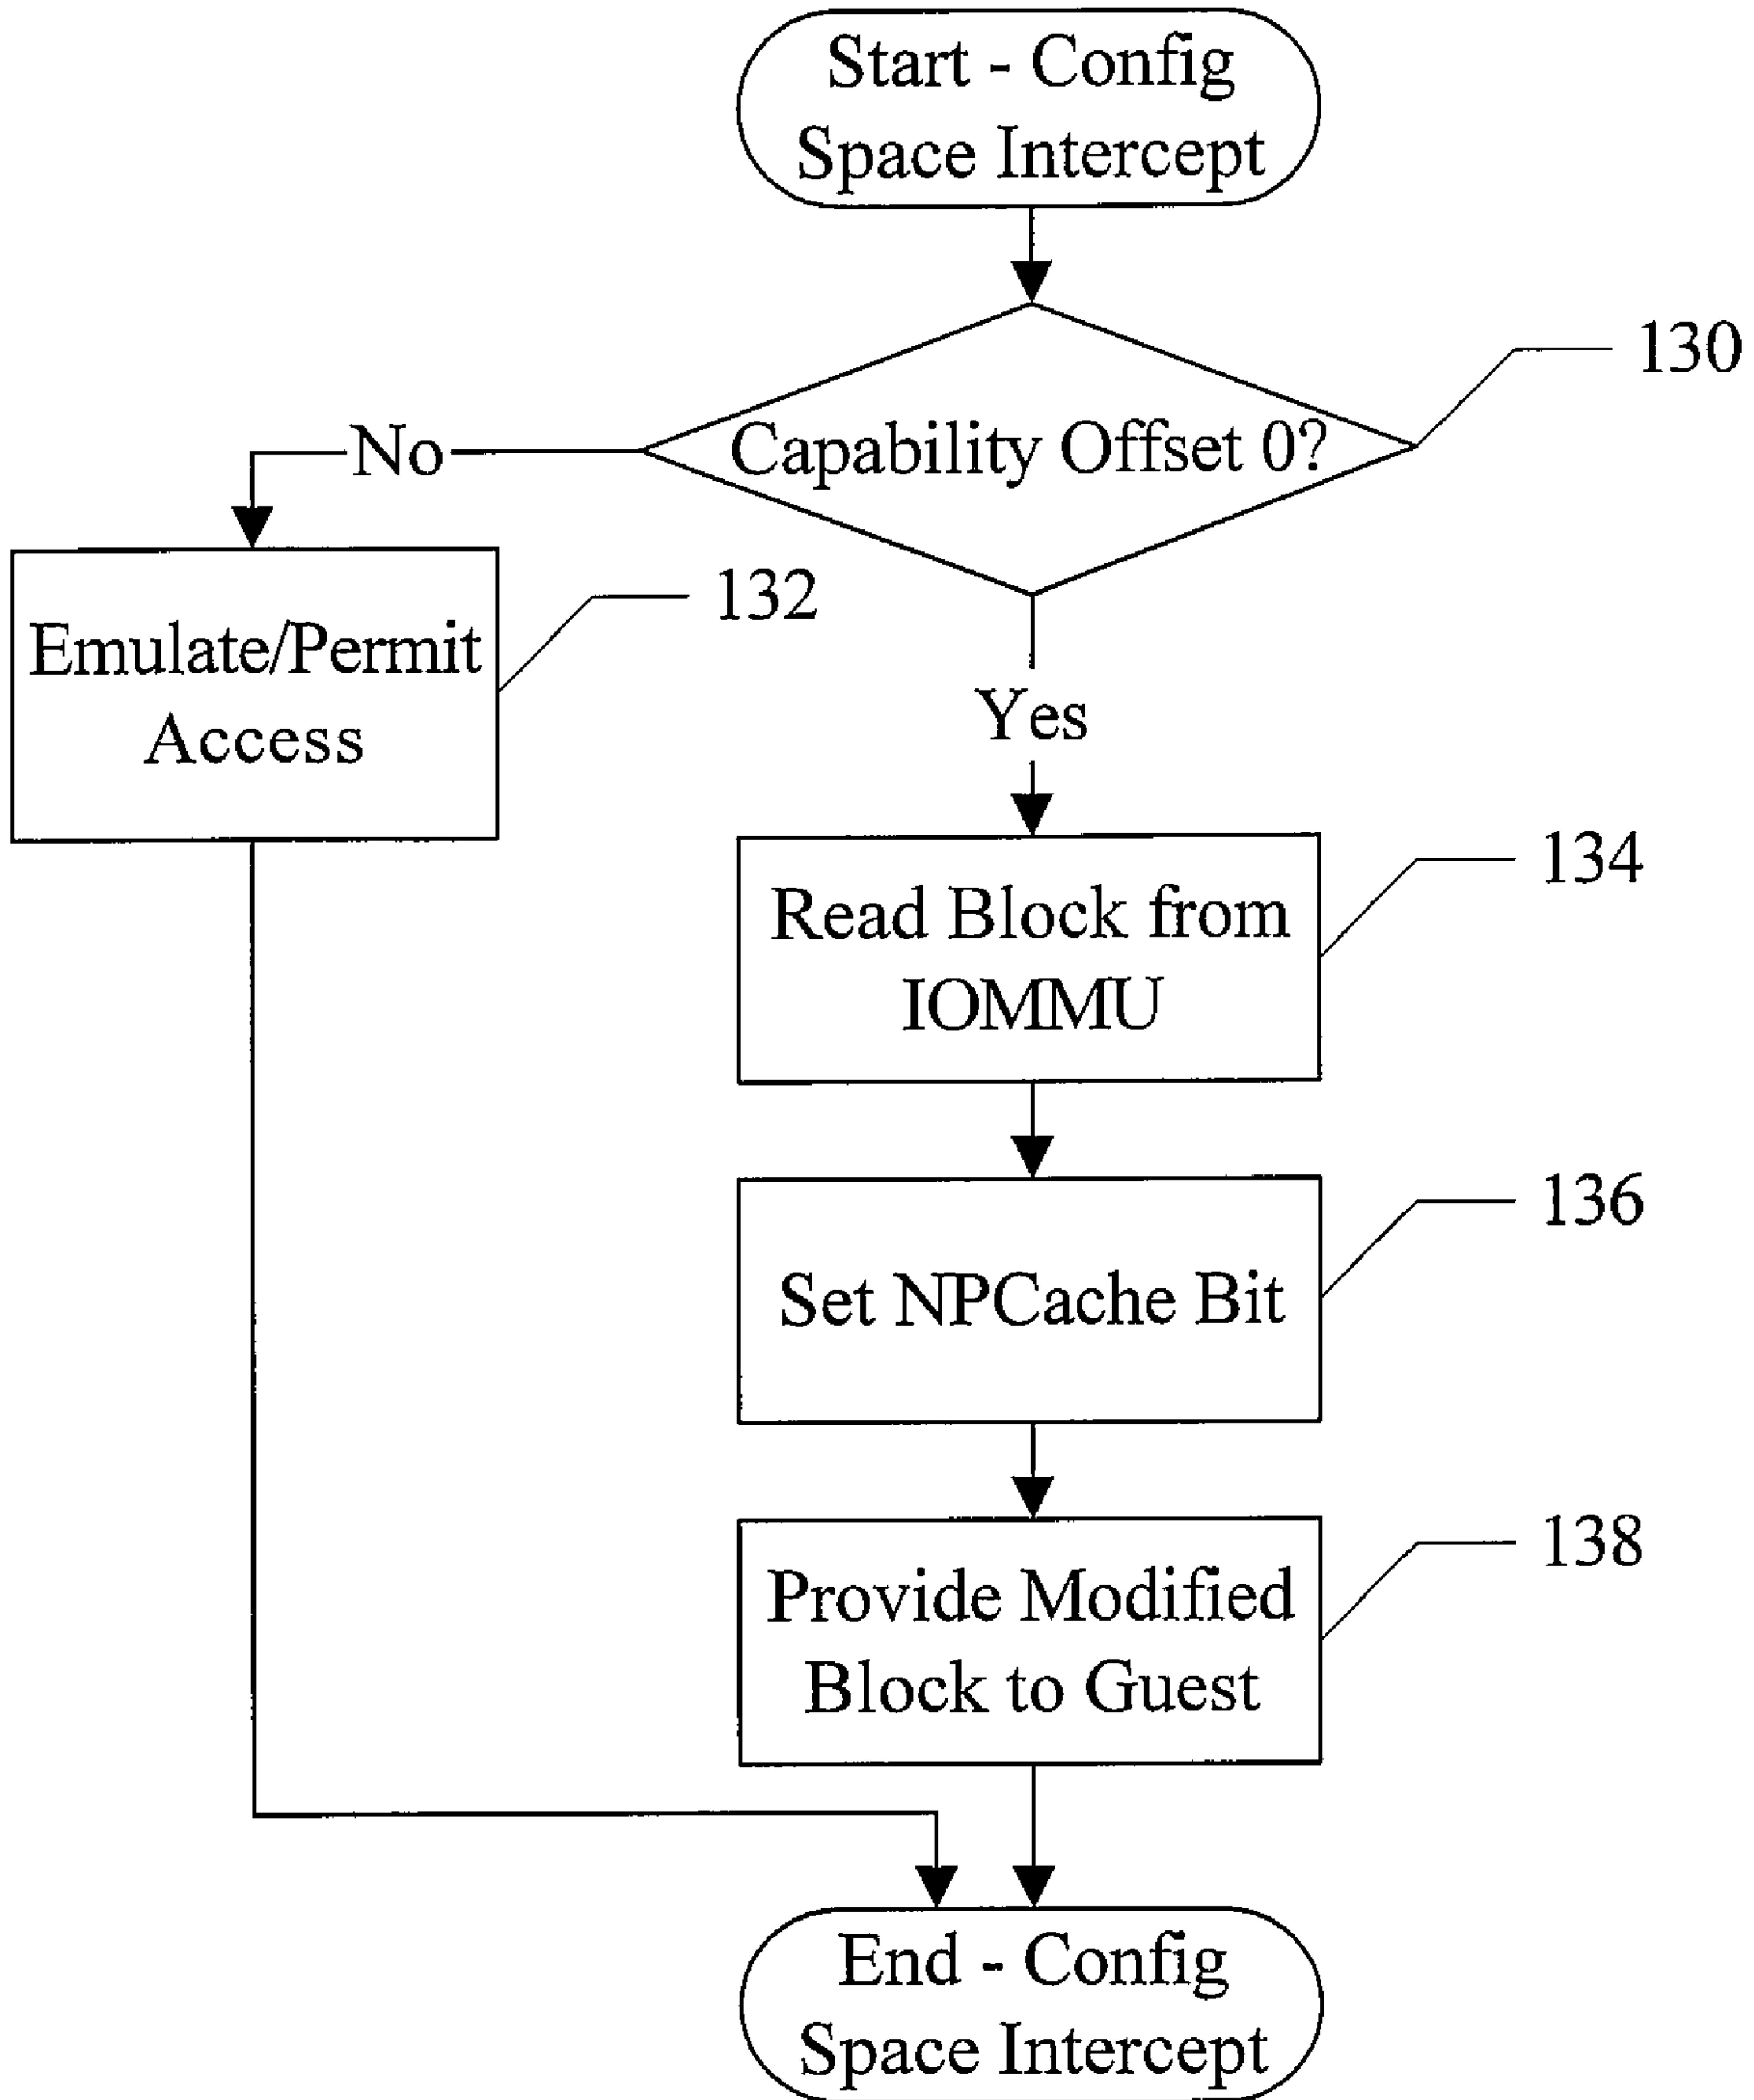 Start - Config
Space Intercept
130
Capability Offset 0?
No
132
Emulate/Permit
Access
Yes
134
Read Block from
IOMMU
136
Set NPCache Bit
138
Provide Modified
Block to Guest
End - Config
Space Intercept